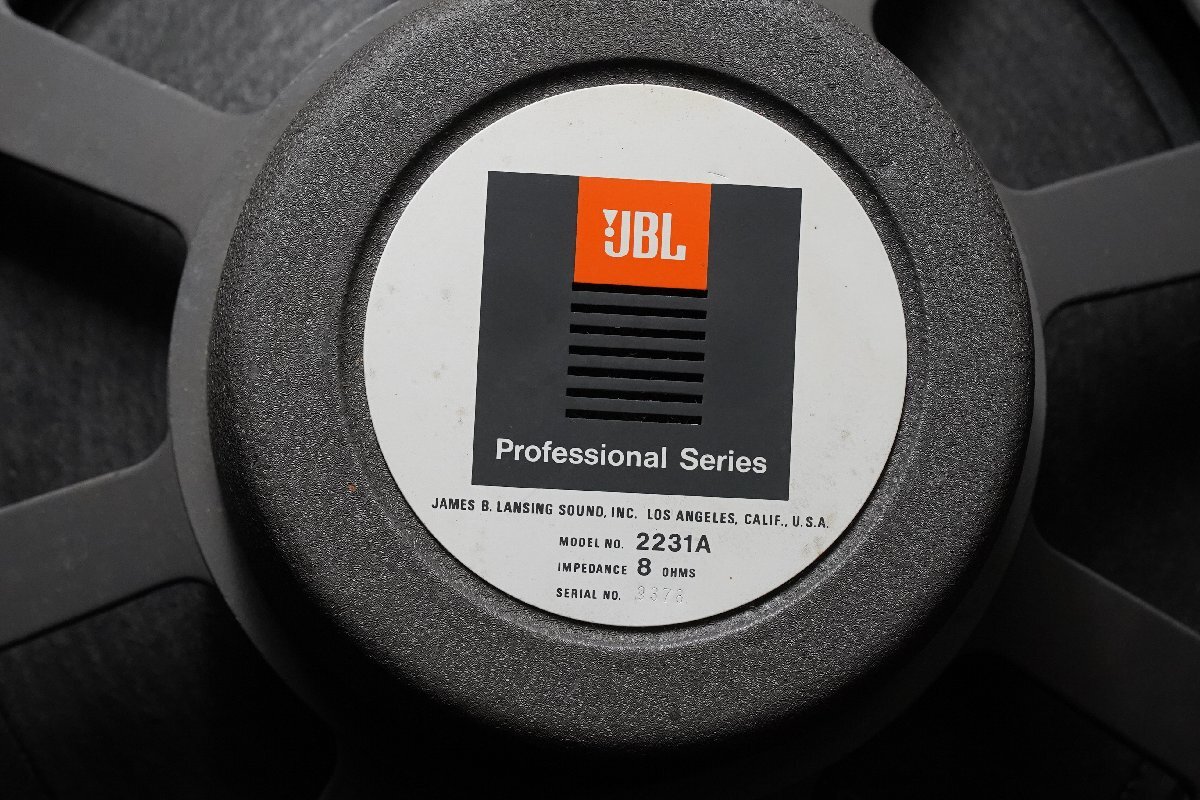 JBL
Professional Series
JAMES B. LANSING SOUND, INC. LOS ANGELES, CALIF., U.S.A.
MODEL NO. 2231A
IMPEDANCE 8 OHMS
SERIAL NO.